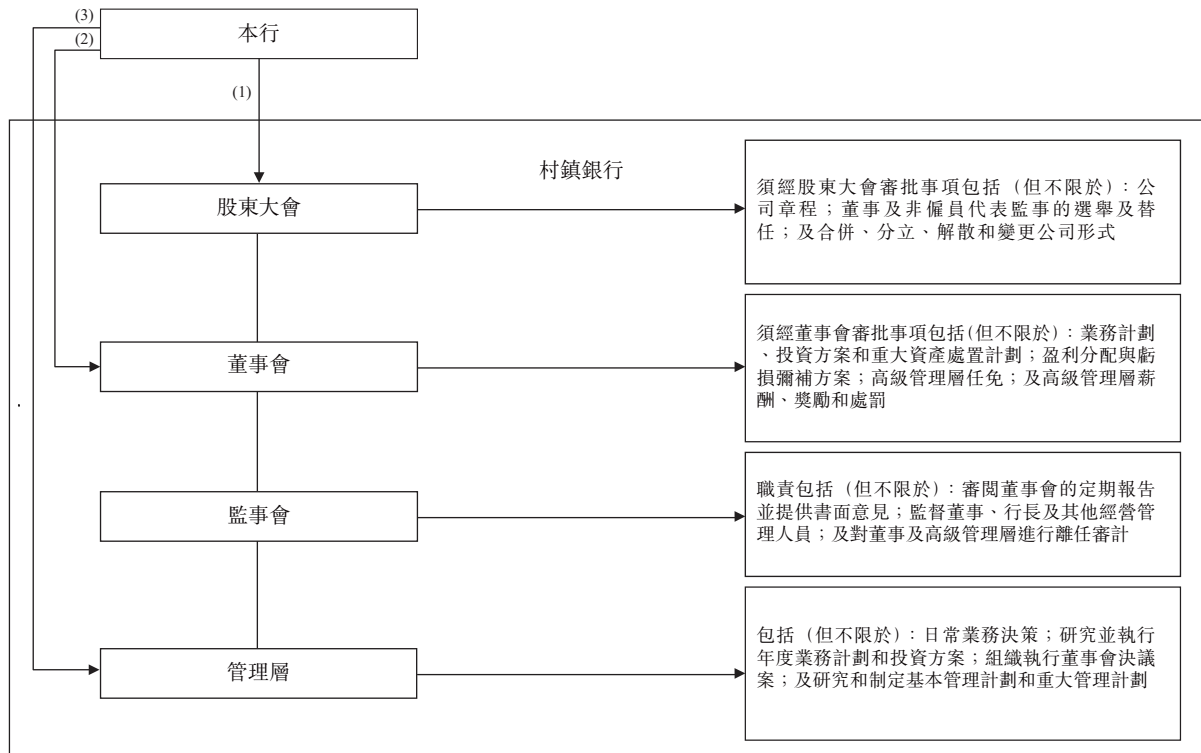 (3)
(2)
本行
(1)
村鎮銀行
股東大會
須經股東大會審批事項包括（但不限於）：公
司章程；董事及非僱員代表監事的選舉及替
任；及合併、分立、解散和變更公司形式
董事會
須經董事會審批事項包括(但不限於)：業務計劃
、投資方案和重大資產處置計劃；盈利分配與虧
損彌補方案；高級管理層任免；及高級管理層薪
酬、獎勵和處罰
監事會
職責包括（但不限於）：審閱董事會的定期報告
並提供書面意見；監督董事、行長及其他經營管
理人員；及對董事及高級管理層進行離任審計
管理層
包括（但不限於）：日常業務決策；研究並執行
年度業務計劃和投資方案；組織執行董事會決議
案；及研究和制定基本管理計劃和重大管理計劃